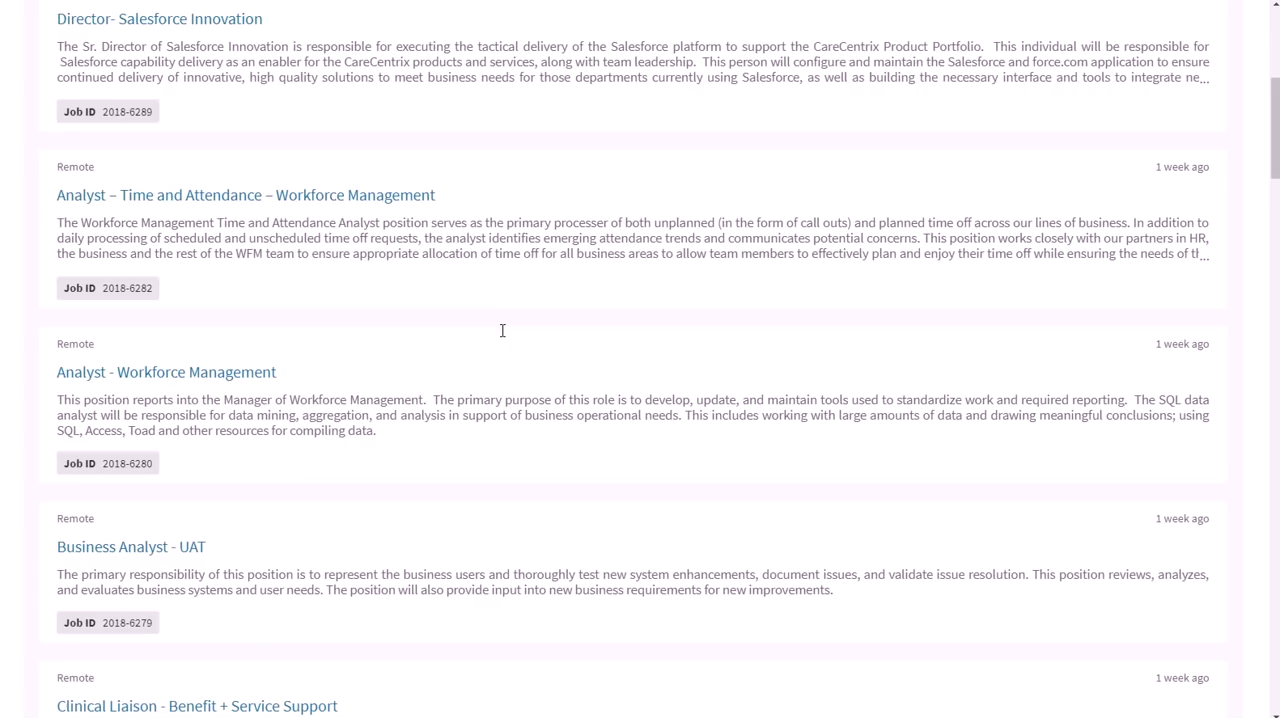 Director- Salesforce Innovation
The Sr. Director of Salesforce Innovation is responsible for executing the tactical delivery of the Salesforce platform to support the CareCentrix Product Portfolio.  This individual will be responsible for
Salesforce capability delivery as an enabler for the CareCentrix products and services, along with team leadership.  This person will configure and maintain the Salesforce and force.com application to ensure
continued delivery of innovative, high quality solutions to meet business needs for those departments currently using Salesforce, as well as building the necessary interface and tools to integrate ne...
Job ID 2018-6289
Remote 1 week ago
Analyst – Time and Attendance – Workforce Management
The Workforce Management Time and Attendance Analyst position serves as the primary processer of both unplanned (in the form of call outs) and planned time off across our lines of business. In addition to
daily processing of scheduled and unscheduled time off requests, the analyst identifies emerging attendance trends and communicates potential concerns. This position works closely with our partners in HR,
the business and the rest of the WFM team to ensure appropriate allocation of time off for all business areas to allow team members to effectively plan and enjoy their time off while ensuring the needs of th...
Job ID 2018-6282
Remote 1 week ago
Analyst - Workforce Management
This position reports into the Manager of Workforce Management.  The primary purpose of this role is to develop, update, and maintain tools used to standardize work and required reporting.  The SQL data
analyst will be responsible for data mining, aggregation, and analysis in support of business operational needs. This includes working with large amounts of data and drawing meaningful conclusions; using
SQL, Access, Toad and other resources for compiling data.
Job ID 2018-6280
Remote 1 week ago
Business Analyst - UAT
The primary responsibility of this position is to represent the business users and thoroughly test new system enhancements, document issues, and validate issue resolution. This position reviews, analyzes,
and evaluates business systems and user needs. The position will also provide input into new business requirements for new improvements.
Job ID 2018-6279
Remote 1 week ago
Clinical Liaison - Benefit + Service Support